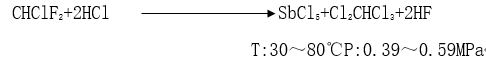 CHClF₂+2HCl ⟶ SbCl₅+Cl₂CHCl₃+2HF
T:30～80℃P:0.39～0.59MPa